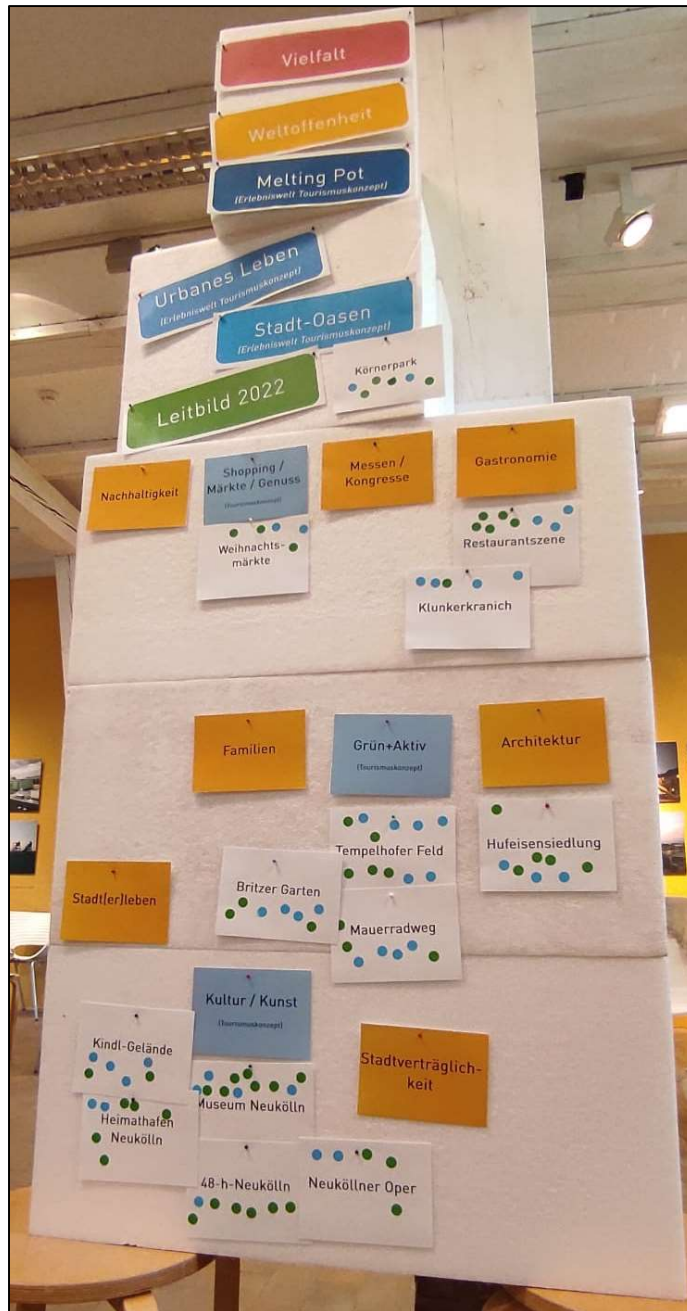 Vielfalt
Weltoffenheit
Melting Pot
(Erlebniswelt Tourismuskonzept)
Urbanes Leben
(Erlebniswelt Tourismuskonzept)
Stadt-Oasen
(Erlebniswelt Tourismuskonzept)
Körnerpark
Leitbild 2022
Nachhaltigkeit
Shopping /
Märkte / Genuss
(Tourismuskonzept)
Messen /
Kongresse
Gastronomie
Weihnachts-
märkte
Restaurantszene
Klunkerkranich
Familien
Grün+Aktiv
(Tourismuskonzept)
Architektur
Tempelhofer Feld
Hufeisensiedlung
Stadt(er)leben
Britzer Garten
Mauerradweg
Kultur / Kunst
(Tourismuskonzept)
Kindl-Gelände
Stadtverträglich-
keit
Museum Neukölln
Heimathafen
Neukölln
48-h-Neukölln
Neuköllner Oper